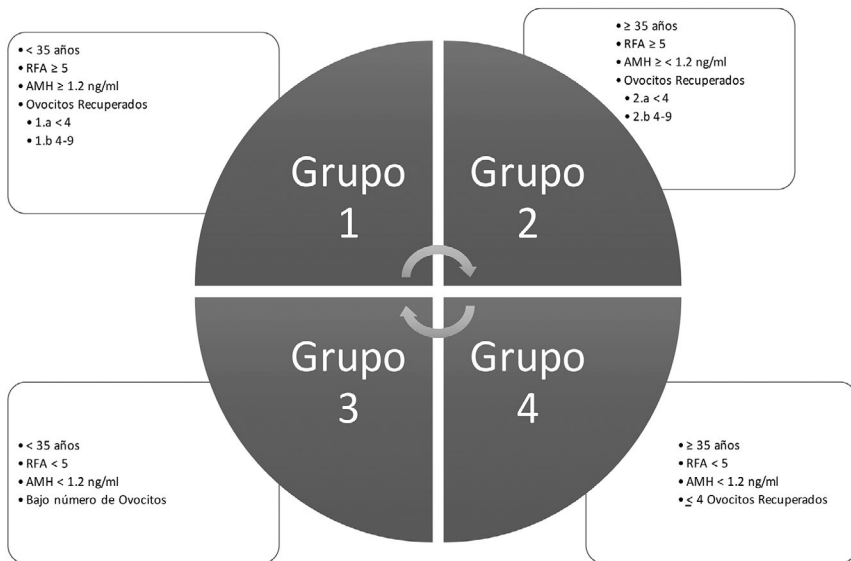 • < 35 años
• RFA ≥ 5
• AMH ≥ 1.2 ng/ml
• Ovocitos Recuperados
• 1.a < 4
• 1.b 4-9
• ≥ 35 años
• RFA ≥ 5
• AMH ≥ < 1.2 ng/ml
• Ovocitos Recuperados
• 2.a < 4
• 2.b 4-9
Grupo
1
Grupo
2
Grupo
3
Grupo
4
• < 35 años
• RFA < 5
• AMH < 1.2 ng/ml
• Bajo número de Ovocitos
• ≥ 35 años
• RFA < 5
• AMH < 1.2 ng/ml
• ≤ 4 Ovocitos Recuperados